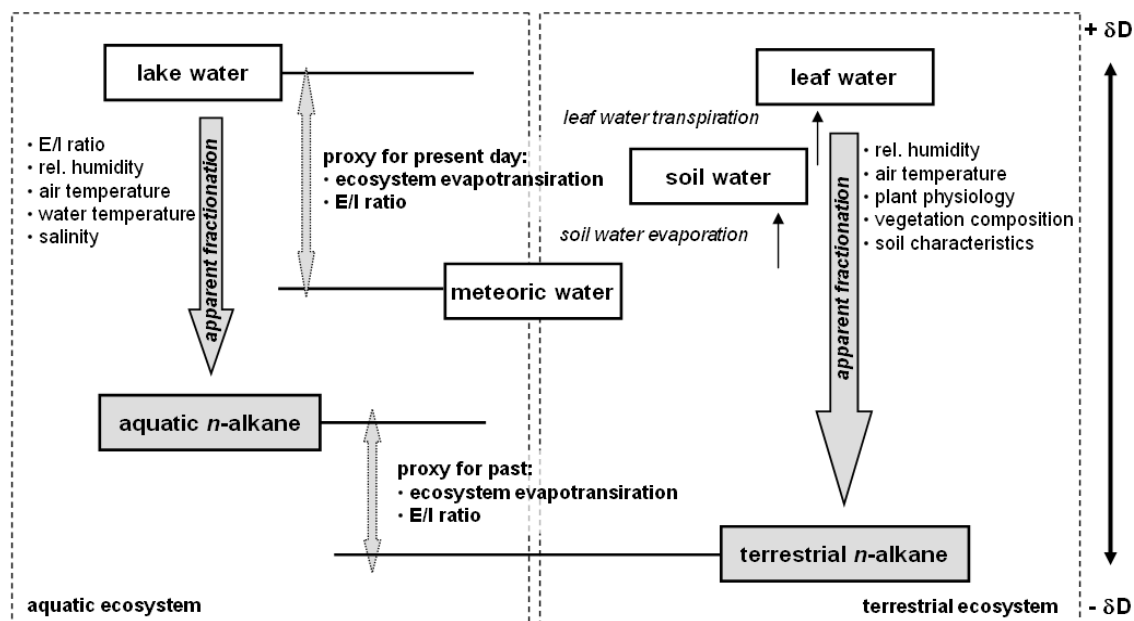 + δD
lake water
leaf water
leaf water transpiration
• E/I ratio
• rel. humidity
• air temperature
• water temperature
• salinity
apparent fractionation
proxy for present day:
• ecosystem evapotransiration
• E/I ratio
soil water
soil water evaporation
• rel. humidity
• air temperature
• plant physiology
• vegetation composition
• soil characteristics
apparent fractionation
meteoric water
aquatic n-alkane
proxy for past:
• ecosystem evapotransiration
• E/I ratio
terrestrial n-alkane
aquatic ecosystem
terrestrial ecosystem
- δD